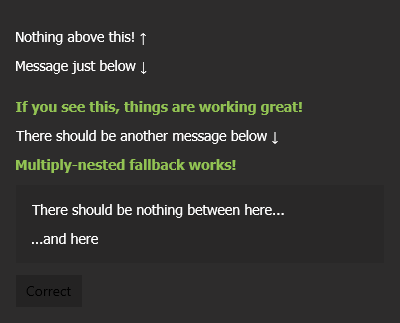 Nothing above this! ↑
Message just below ↓
If you see this, things are working great!
There should be another message below ↓
Multiply-nested fallback works!
There should be nothing between here...
...and here
Correct